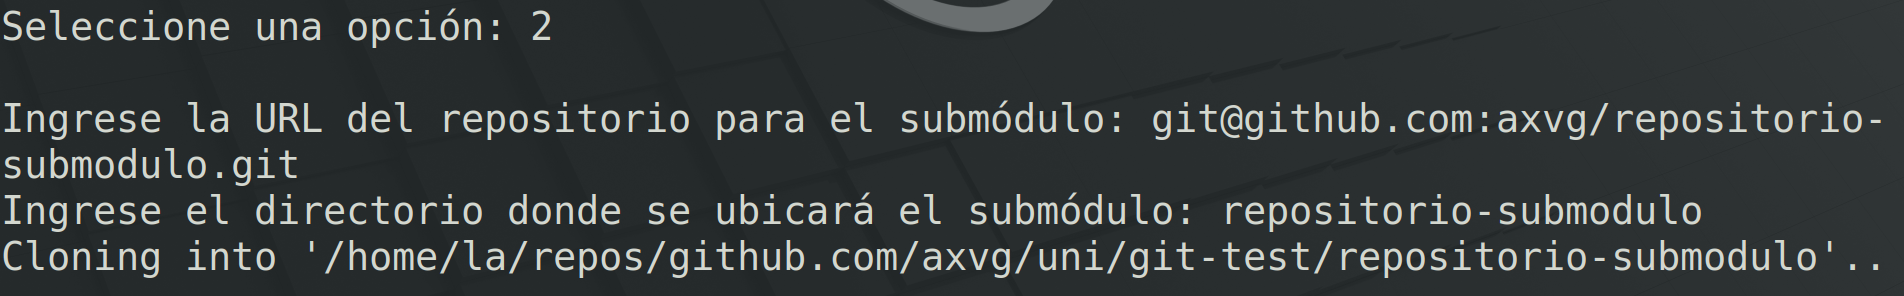 Seleccione una opción: 2
Ingrese la URL del repositorio para el submódulo: git@github.com:axvg/repositorio-
submodulo.git
Ingrese el directorio donde se ubicará el submódulo: repositorio-submodulo
Cloning into '/home/la/repos/github.com/axvg/uni/git-test/repositorio-submodulo'..